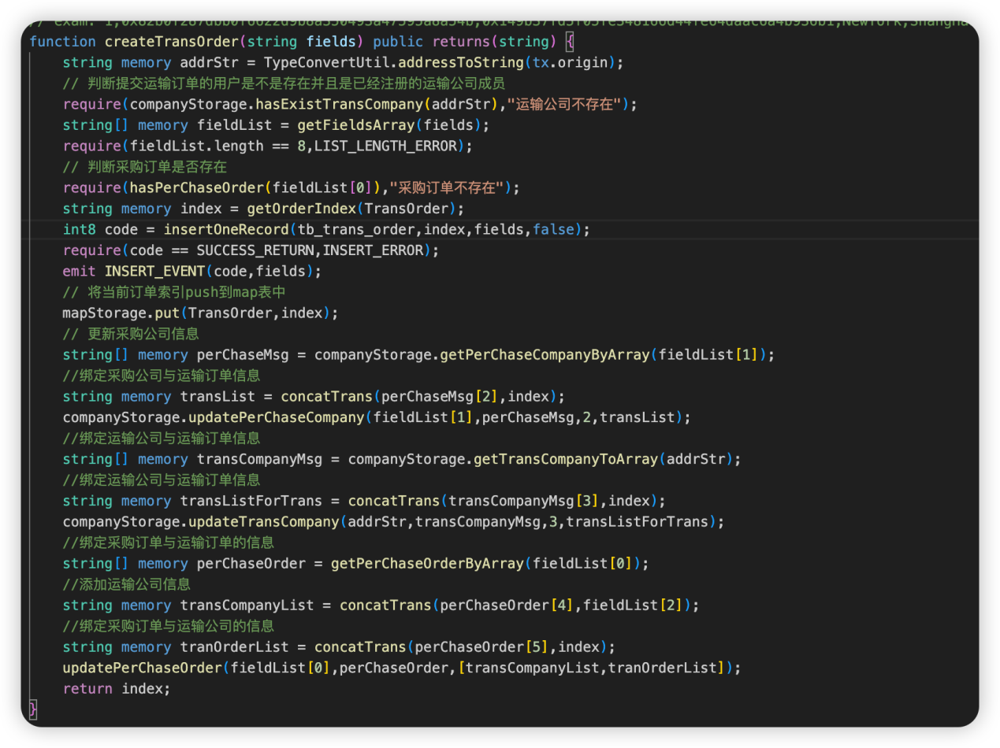 function createTransOrder(string fields) public returns(string) {
string memory addrStr = TypeConvertUtil.addressToString(tx.origin);
// 判断提交运输订单的用户是不是存在并且是已经注册的运输公司成员
require(companyStorage.hasExistTransCompany(addrStr),"运输公司不存在");
string[] memory fieldList = getFieldsArray(fields);
require(fieldList.length == 8,LIST_LENGTH_ERROR);
// 判断采购订单是否存在
require(hasPerChaseOrder(fieldList[0]),"采购订单不存在");
string memory index = getOrderIndex(TransOrder);
int8 code = insertOneRecord(tb_trans_order,index,fields,false);
require(code == SUCCESS_RETURN,INSERT_ERROR);
emit INSERT_EVENT(code,fields);
// 将当前订单索引push到map表中
mapStorage.put(TransOrder,index);
// 更新采购公司信息
string[] memory perChaseMsg = companyStorage.getPerChaseCompanyByArray(fieldList[1]);
//绑定采购公司与运输订单信息
string memory transList = concatTrans(perChaseMsg[2],index);
companyStorage.updatePerChaseCompany(fieldList[1],perChaseMsg,2,transList);
//绑定运输公司与运输订单信息
string[] memory transCompanyMsg = companyStorage.getTransCompanyToArray(addrStr);
//绑定运输公司与运输订单信息
string memory transListForTrans = concatTrans(transCompanyMsg[3],index);
companyStorage.updateTransCompany(addrStr,transCompanyMsg,3,transListForTrans);
//绑定采购订单与运输订单的信息
string[] memory perChaseOrder = getPerChaseOrderByArray(fieldList[0]);
//添加运输公司信息
string memory transCompanyList = concatTrans(perChaseOrder[4],fieldList[2]);
//绑定采购订单与运输公司的信息
string memory tranOrderList = concatTrans(perChaseOrder[5],index);
updatePerChaseOrder(fieldList[0],perChaseOrder,[transCompanyList,tranOrderList]);
return index;
}